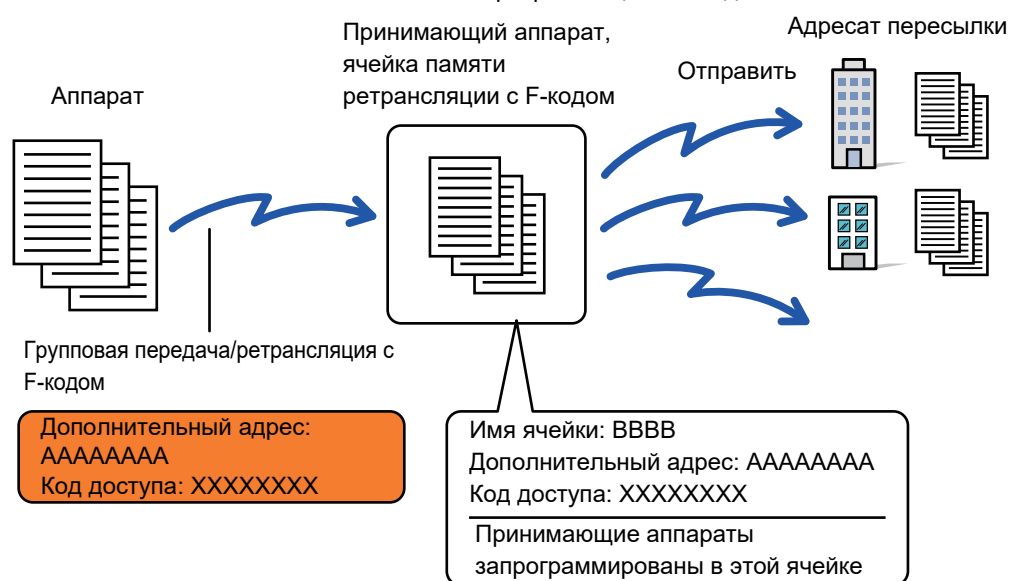 Адресат пересылки
Принимающий аппарат,
ячейка памяти
ретрансляции с F-кодом
Отправить
Аппарат
Групповая передача/ретрансляция с
F-кодом
Дополнительный адрес:
AAAAAAAA
Код доступа: XXXXXXXX
Имя ячейки: BBBB
Дополнительный адрес: AAAAAAAA
Код доступа: XXXXXXXX
Принимающие аппараты
запрограммированы в этой ячейке